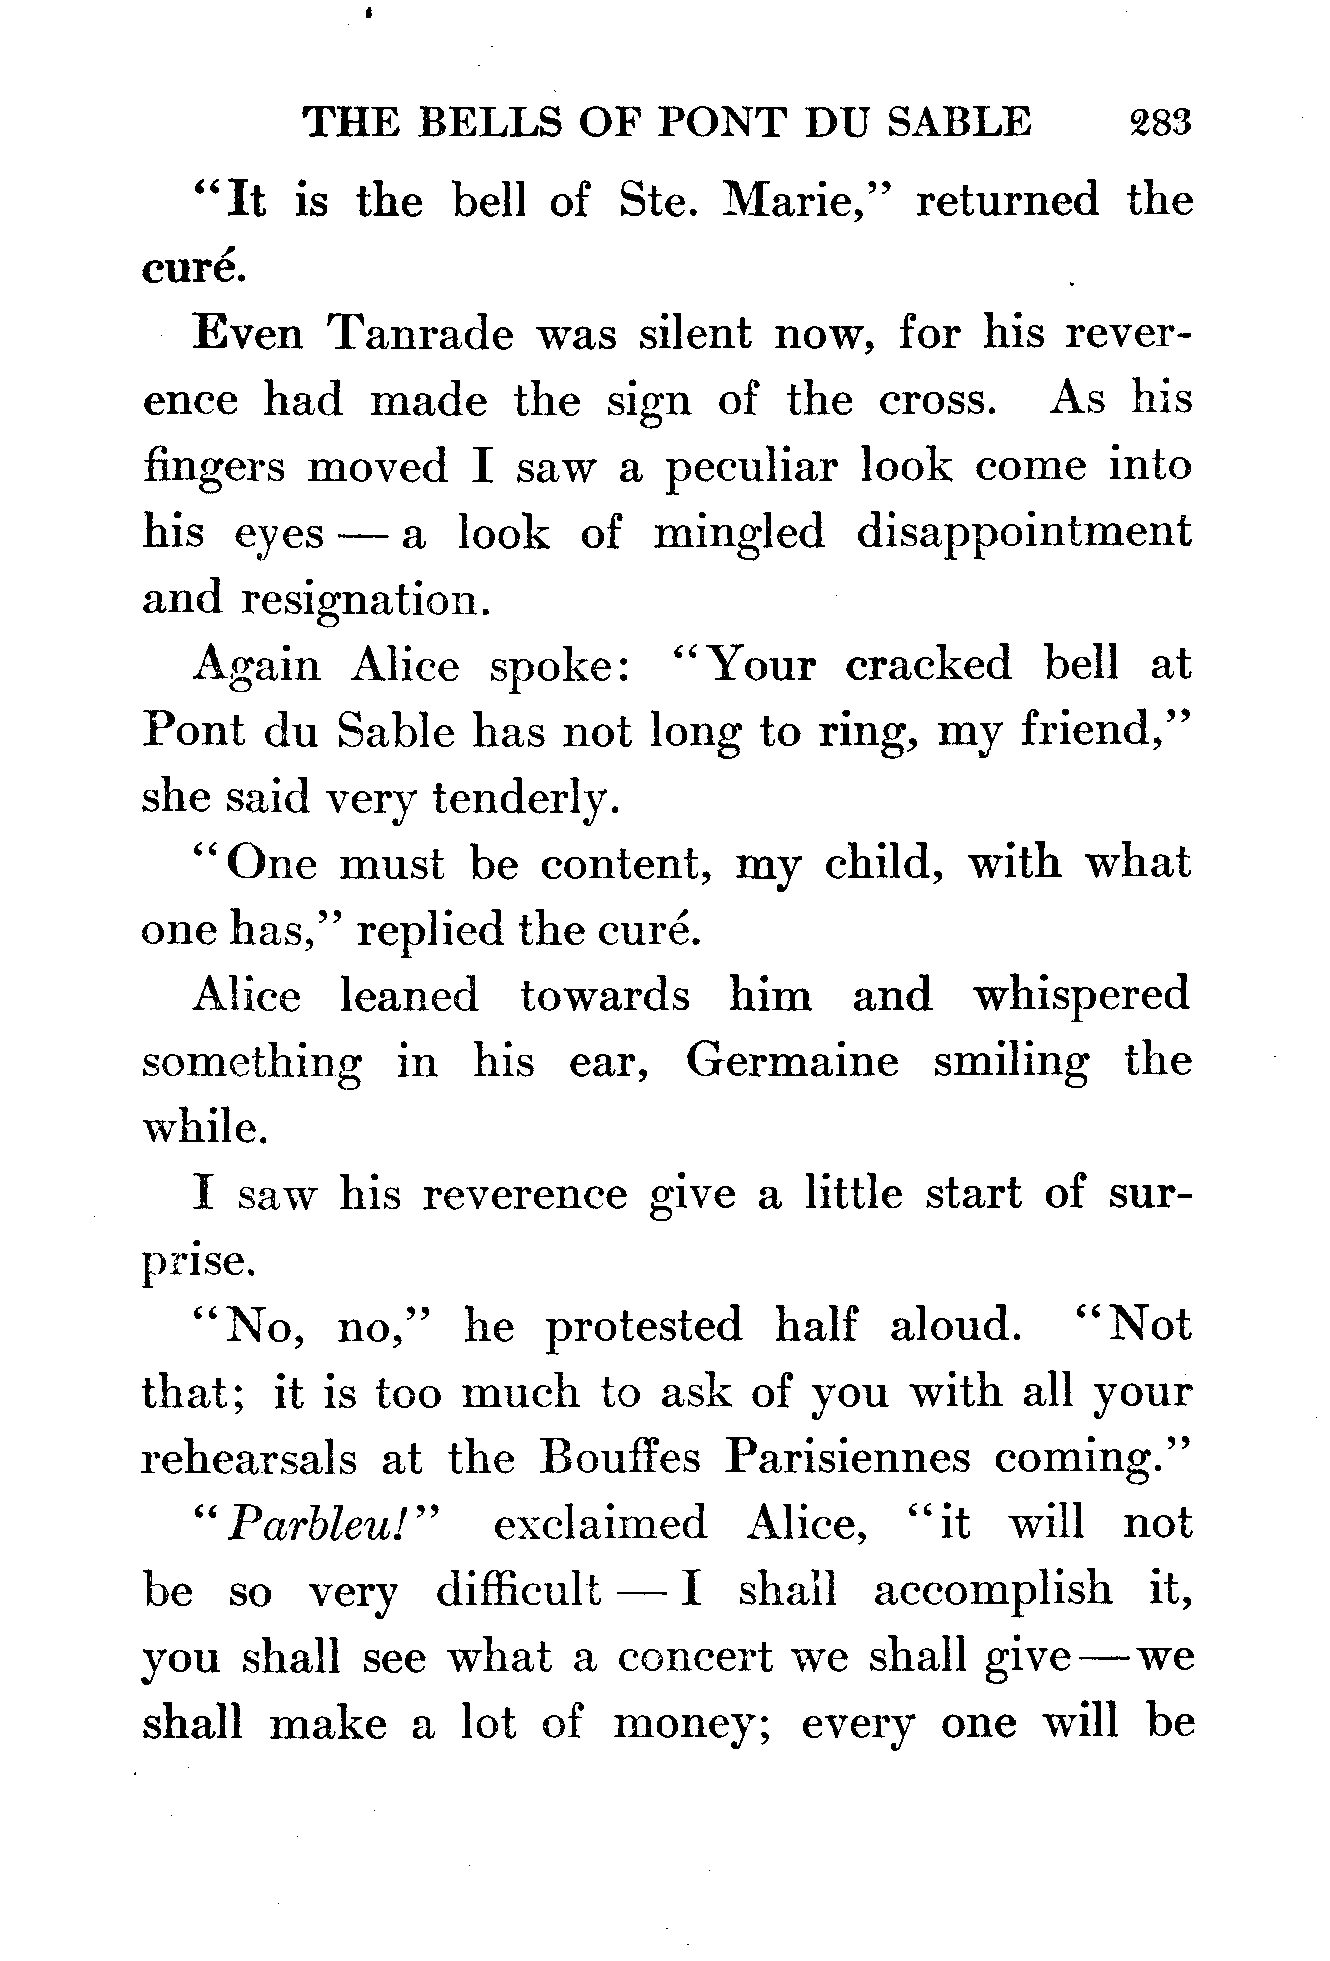 THE BELLS OF PONT DU SABLE 283
"It is the bell of Ste. Marie," returned the
curé.
Even Tanrade was silent now, for his rever-
ence had made the sign of the cross. As his
fingers moved I saw a peculiar look come into
his eyes — a look of mingled disappointment
and resignation.
Again Alice spoke: "Your cracked bell at
Pont du Sable has not long to ring, my friend,"
she said very tenderly.
"One must be content, my child, with what
one has," replied the curé.
Alice leaned towards him and whispered
something in his ear, Germaine smiling the
while.
I saw his reverence give a little start of sur-
prise.
"No, no," he protested half aloud. "Not
that; it is too much to ask of you with all your
rehearsals at the Bouffes Parisiennes coming."
"Parbleu!" exclaimed Alice, "it will not
be so very difficult — I shall accomplish it,
you shall see what a concert we shall give—we
shall make a lot of money; every one will be